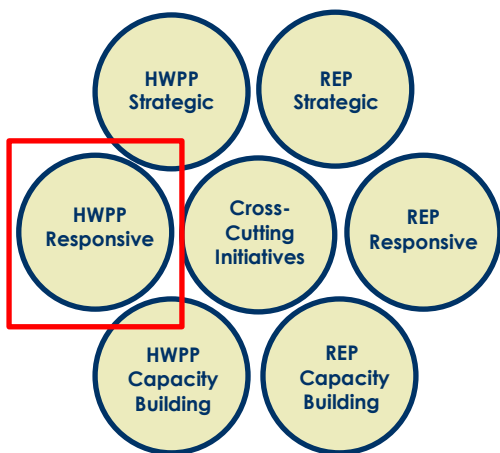 HWPP
Strategic
REP
Strategic
HWPP
Responsive
Cross-
Cutting
Initiatives
REP
Responsive
HWPP
Capacity
Building
REP
Capacity
Building